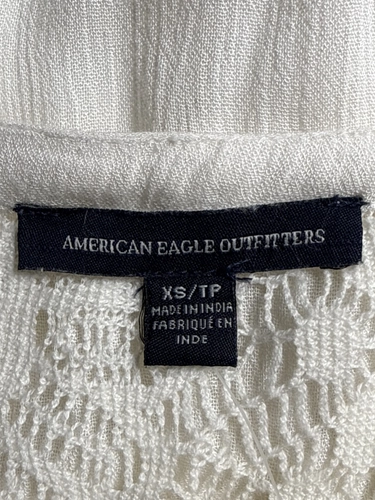 AMERICAN EAGLE OUTFITTERS
XS/TP
MADE IN INDIA
FABRIQUÉ EN
INDE